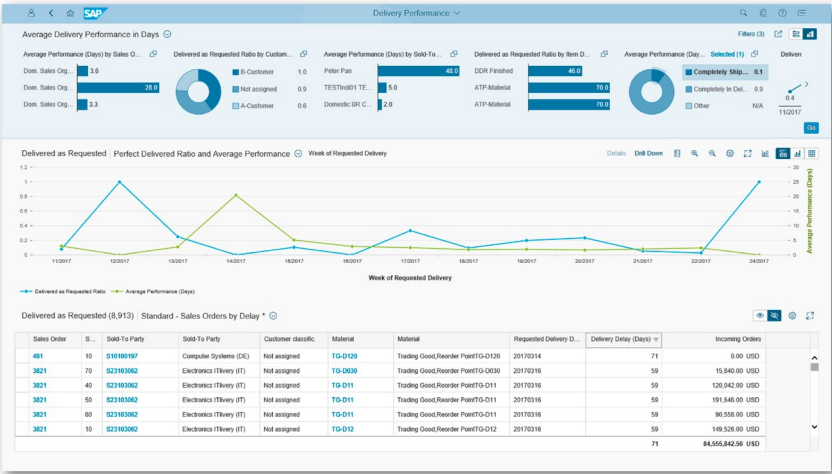 SAP Delivery Performance
Average Delivery Performance in Days Filters (3)
Average Performance (Days) by Sales O...
Dom. Sales Org... 3.6
Dom. Sales Org... 28.0
Dom. Sales Org... 3.3
Delivered as Requested Ratio by Custom...
B-Customer 1.0
Not assigned 0.9
A-Customer 0.6
Average Performance (Days) by Sold-To...
Peter Pan 48.0
TESTInd01 TE... 5.0
Domestic BR C... 2.0
Delivered as Requested Ratio by Item D...
DDR Finished 46.0
ATP-Material 70.0
ATP-Material 70.0
Average Performance (Day... Selected (1)
Completely Ship... 0.1
Completely In Del... 0.9
Other N/A
Deliven
0.4
11/2017
Go
Delivered as Requested Perfect Delivered Ratio and Average Performance Week of Requested Delivery Details Drill Down
1.2 30
1 25
0.8 20
0.6 15
0.4 10
0.2 5
0 0
Average Performance (Days)
11/2017 12/2017 13/2017 14/2017 15/2017 16/2017 17/2017 18/2017 19/2017 20/2017 21/2017 22/2017 24/2017
Week of Requested Delivery
Delivered as Requested Ratio Average Performance (Days)
Delivered as Requested (8,913) Standard - Sales Orders by Delay *
Sales Order S... Sold-To Party Sold-To Party Customer classific. Material Material Requested Delivery D... Delivery Delay (Days) Incoming Orders
491 10 S10100197 Computer Systems (DE) Not assigned TG-D120 Trading Good,Reorder PointTG-D120 20170314 71 0.00 USD
3821 70 S23103062 Electronics ITlivery (IT) Not assigned TG-D030 Trading Good,Reorder PointTG-D030 20170316 59 15,840.00 USD
3821 40 S23103062 Electronics ITlivery (IT) Not assigned TG-D11 Trading Good,Reorder PointTG-D11 20170316 59 120,042.00 USD
3821 50 S23103062 Electronics ITlivery (IT) Not assigned TG-D11 Trading Good,Reorder PointTG-D11 20170316 59 191,646.00 USD
3821 60 S23103062 Electronics ITlivery (IT) Not assigned TG-D11 Trading Good,Reorder PointTG-D11 20170316 59 90,558.00 USD
3821 10 S23103062 Electronics ITlivery (IT) Not assigned TG-D12 Trading Good,Reorder PointTG-D12 20170316 59 149,526.00 USD
71 84,555,842.56 USD